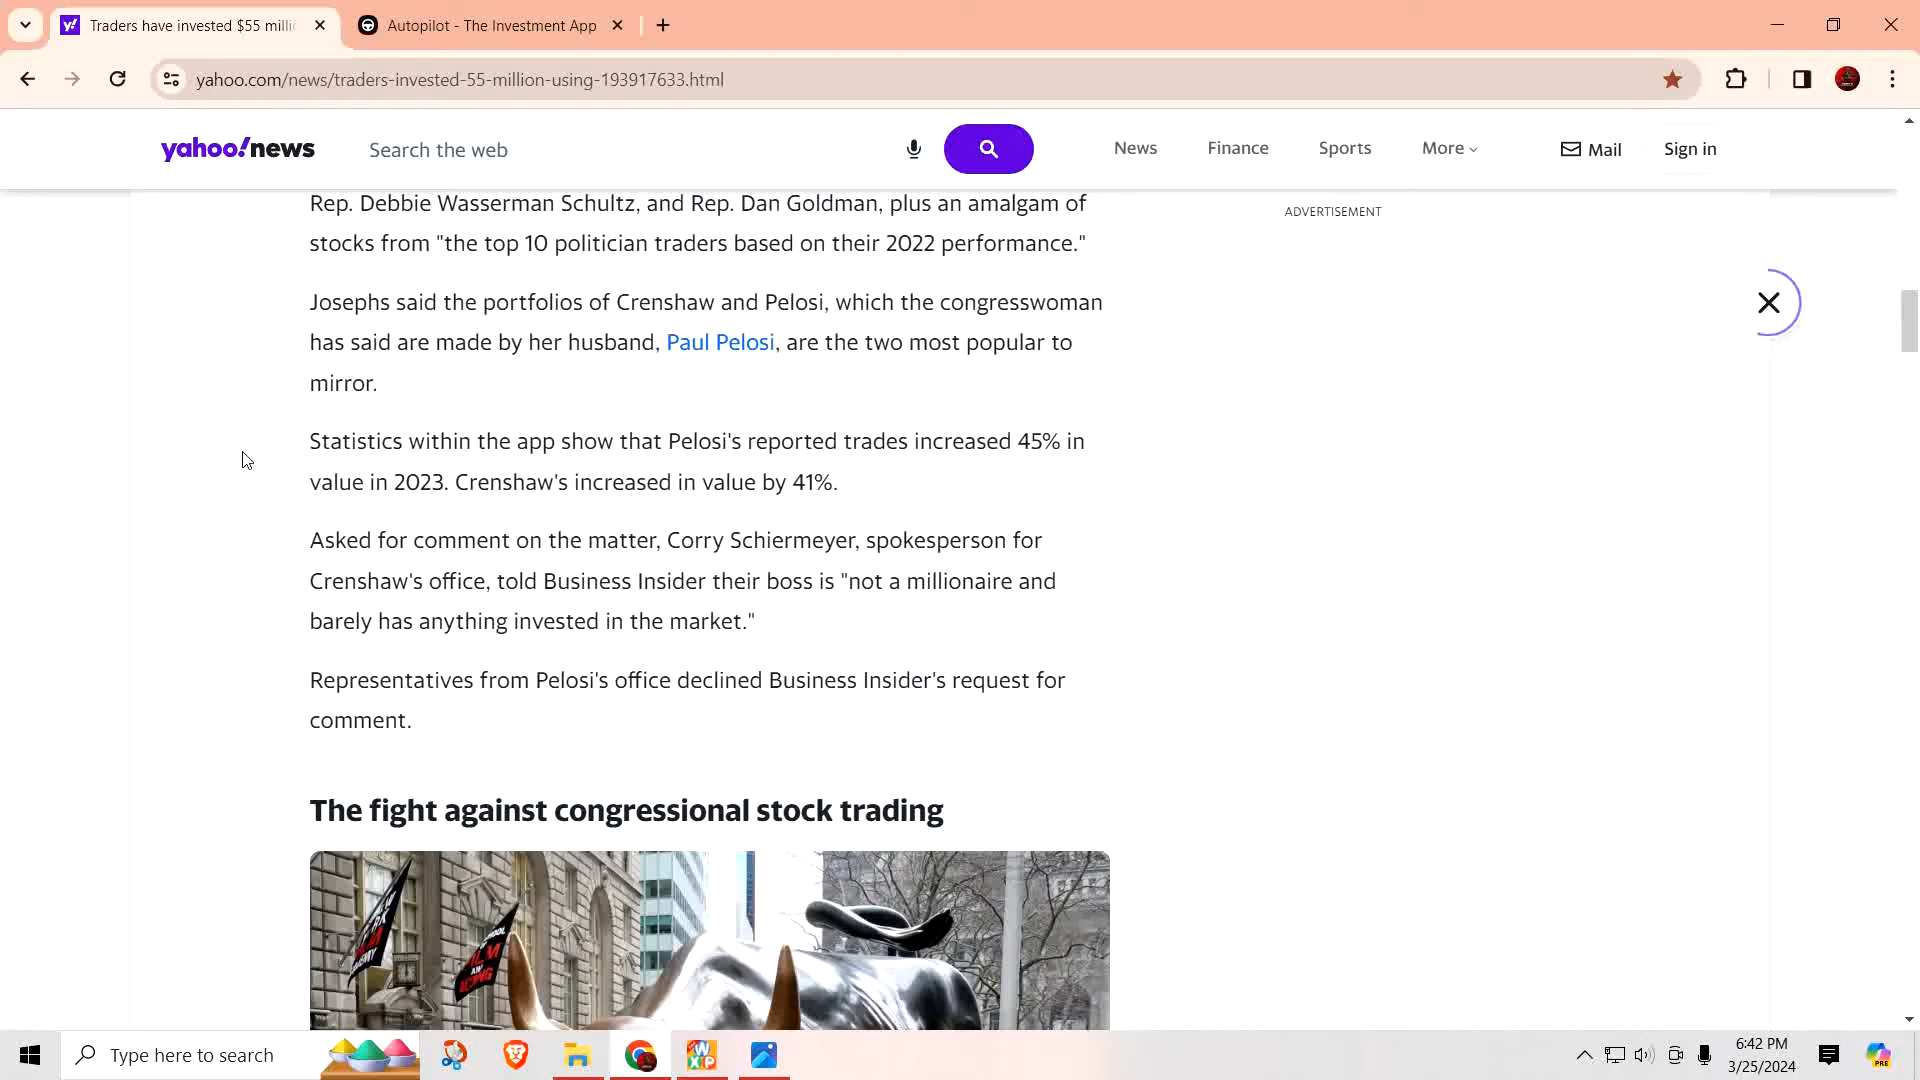 Traders have invested $55 milli
Autopilot - The Investment App
yahoo.com/news/traders-invested-55-million-using-193917633.html
yahoo!news
Search the web
News
Finance
Sports
More
Mail
Sign in
Rep. Debbie Wasserman Schultz, and Rep. Dan Goldman, plus an amalgam of
stocks from "the top 10 politician traders based on their 2022 performance."
ADVERTISEMENT
Josephs said the portfolios of Crenshaw and Pelosi, which the congresswoman
has said are made by her husband, Paul Pelosi, are the two most popular to
mirror.
Statistics within the app show that Pelosi's reported trades increased 45% in
value in 2023. Crenshaw's increased in value by 41%.
Asked for comment on the matter, Corry Schiermeyer, spokesperson for
Crenshaw's office, told Business Insider their boss is "not a millionaire and
barely has anything invested in the market."
Representatives from Pelosi's office declined Business Insider's request for
comment.
The fight against congressional stock trading
Type here to search
6:42 PM
3/25/2024
PRE